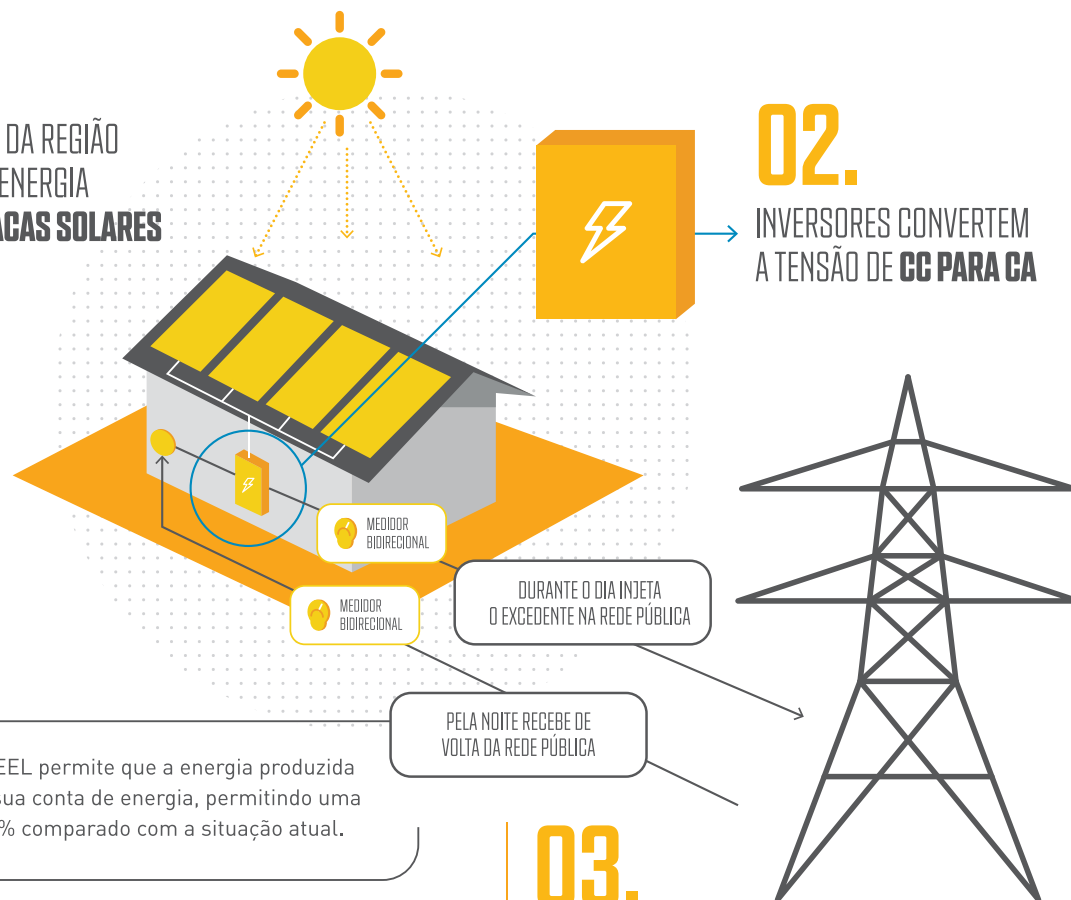 DA REGIÃO
ENERGIA
SOLARES
02.
INVERSORES CONVERTEM
A TENSÃO DE CC PARA CA
MEDIDOR
BIDIRECIONAL
MEDIDOR
BIDIRECIONAL
DURANTE O DIA INJETA
O EXCEDENTE NA REDE PÚBLICA
PELA NOITE RECEBE DE
VOLTA DA REDE PÚBLICA
permite que a energia produzida
sua conta de energia, permitindo uma
% comparado com a situação atual.
03.